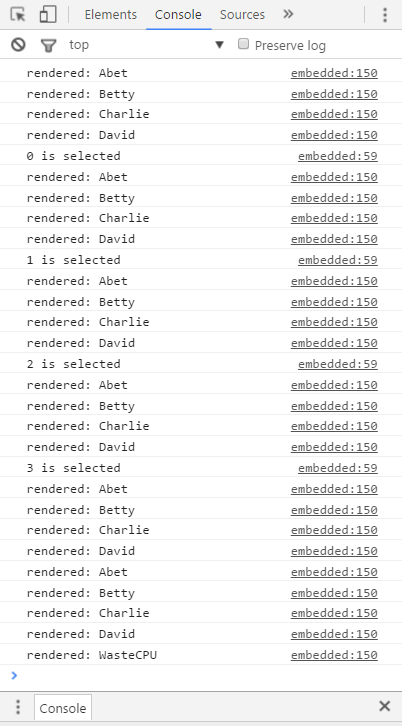 Elements Console Sources
top Preserve log
rendered: Abet embedded:150
rendered: Betty embedded:150
rendered: Charlie embedded:150
rendered: David embedded:150
0 is selected embedded:59
rendered: Abet embedded:150
rendered: Betty embedded:150
rendered: Charlie embedded:150
rendered: David embedded:150
1 is selected embedded:59
rendered: Abet embedded:150
rendered: Betty embedded:150
rendered: Charlie embedded:150
rendered: David embedded:150
2 is selected embedded:59
rendered: Abet embedded:150
rendered: Betty embedded:150
rendered: Charlie embedded:150
rendered: David embedded:150
3 is selected embedded:59
rendered: Abet embedded:150
rendered: Betty embedded:150
rendered: Charlie embedded:150
rendered: David embedded:150
rendered: Abet embedded:150
rendered: Betty embedded:150
rendered: Charlie embedded:150
rendered: David embedded:150
rendered: WasteCPU embedded:150
Console